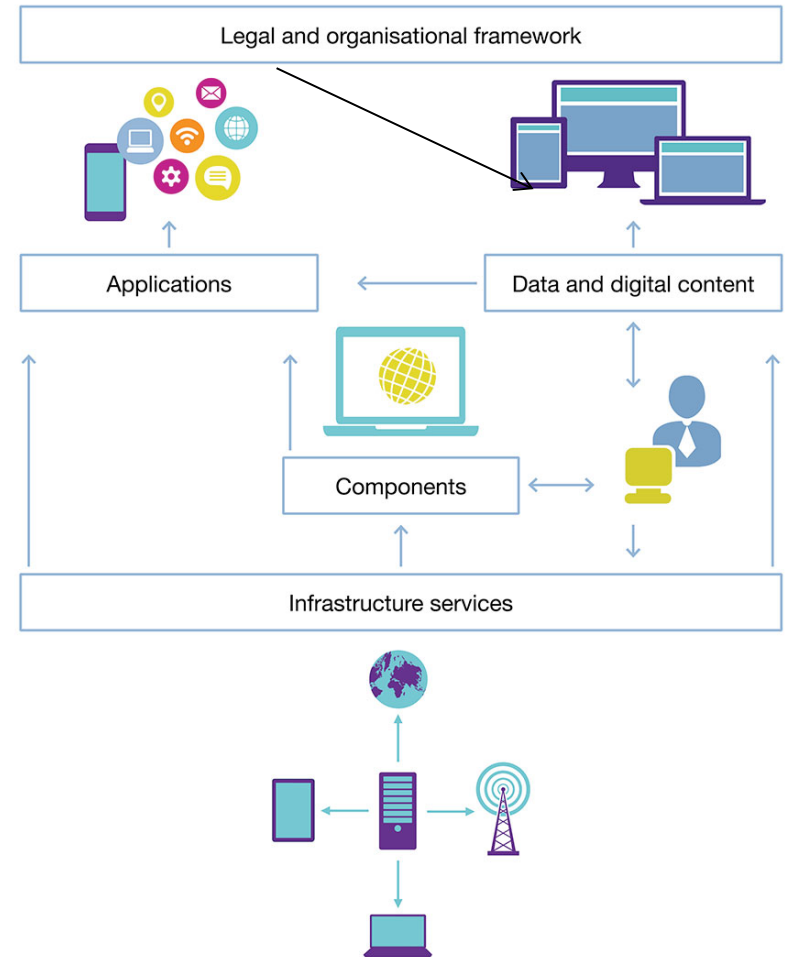 Legal and organisational framework
Applications
Data and digital content
Components
Infrastructure services